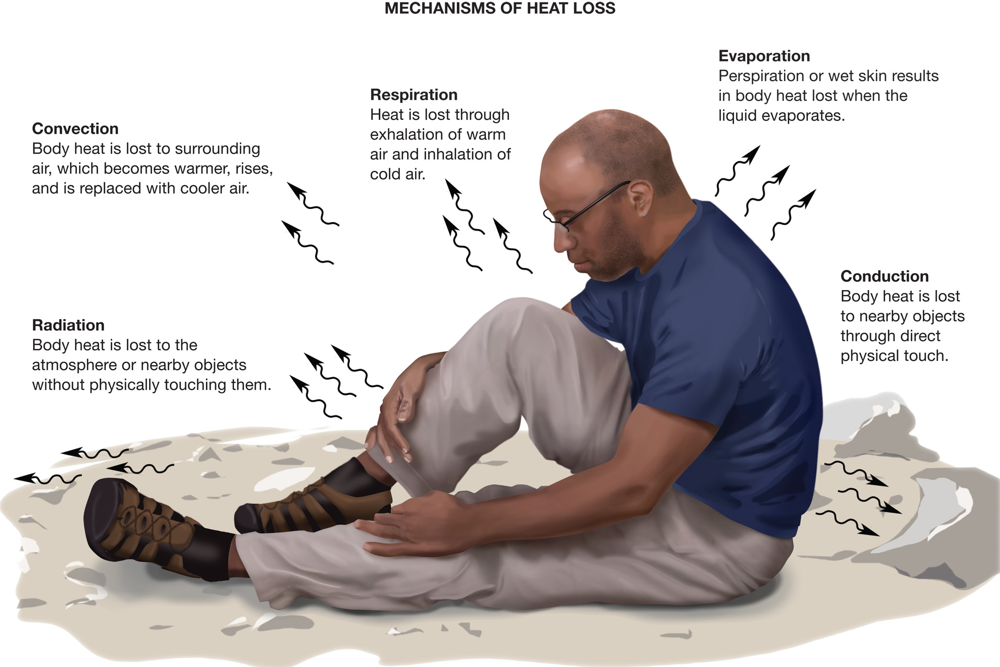 MECHANISMS OF HEAT LOSS
Convection
Body heat is lost to surrounding
air, which becomes warmer, rises,
and is replaced with cooler air.
Respiration
Heat is lost through
exhalation of warm
air and inhalation of
cold air.
Evaporation
Perspiration or wet skin results
in body heat lost when the
liquid evaporates.
Radiation
Body heat is lost to the
atmosphere or nearby objects
without physically touching them.
Conduction
Body heat is lost
to nearby objects
through direct
physical touch.